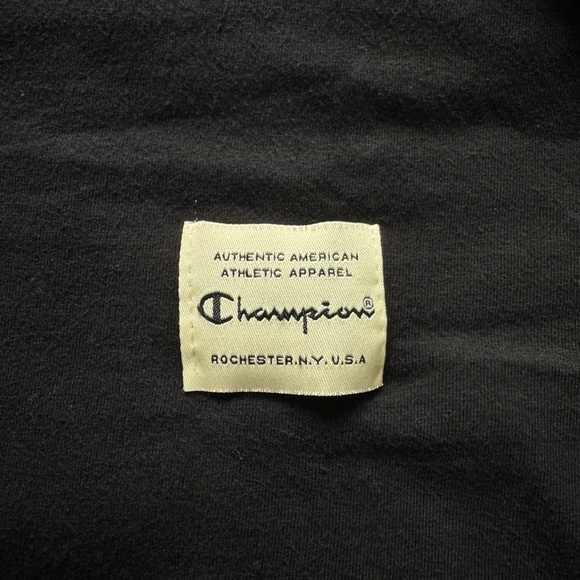 AUTHENTIC AMERICAN
ATHLETIC APPAREL
Champion®
ROCHESTER.N.Y.U.S.A